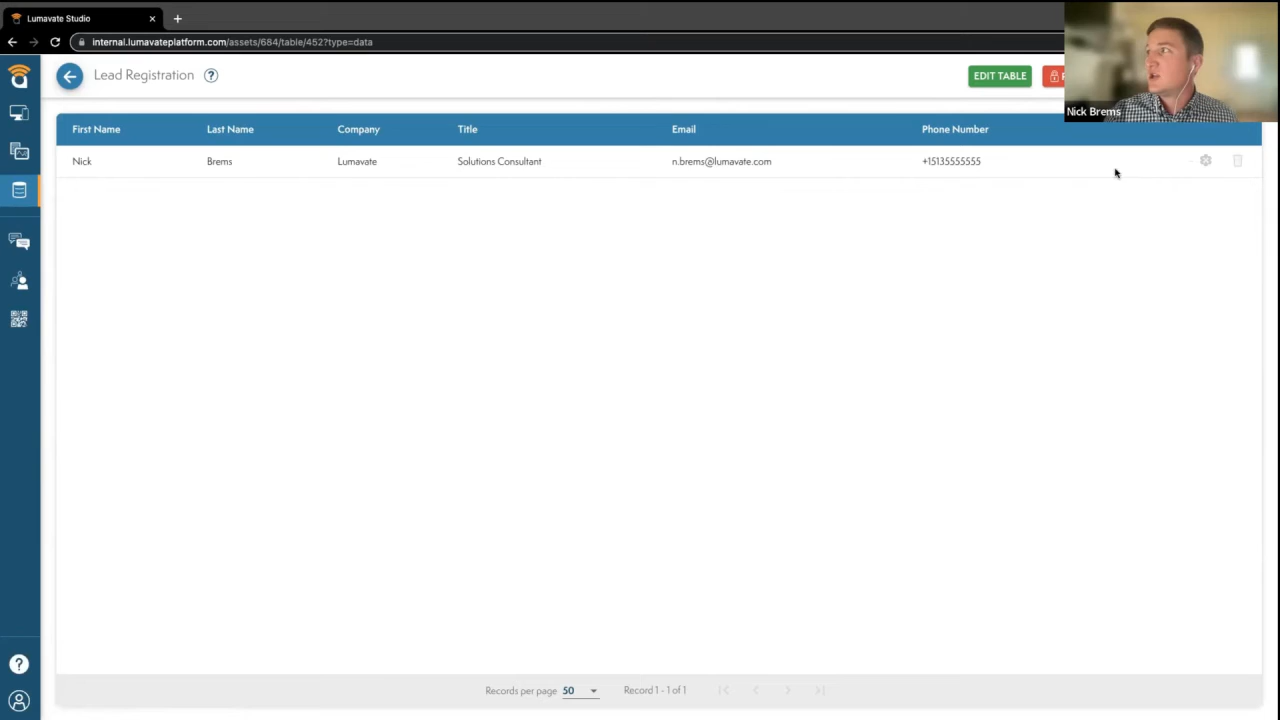 Lumavate Studio
internal.lumavateplatform.com/assets/684/table/452?type=data
Lead Registration ?
EDIT TABLE
Nick Brems
First Name Last Name Company Title Email Phone Number
Nick Brems Lumavate Solutions Consultant n.brems@lumavate.com +15135555555
Records per page 50 Record 1 - 1 of 1
?